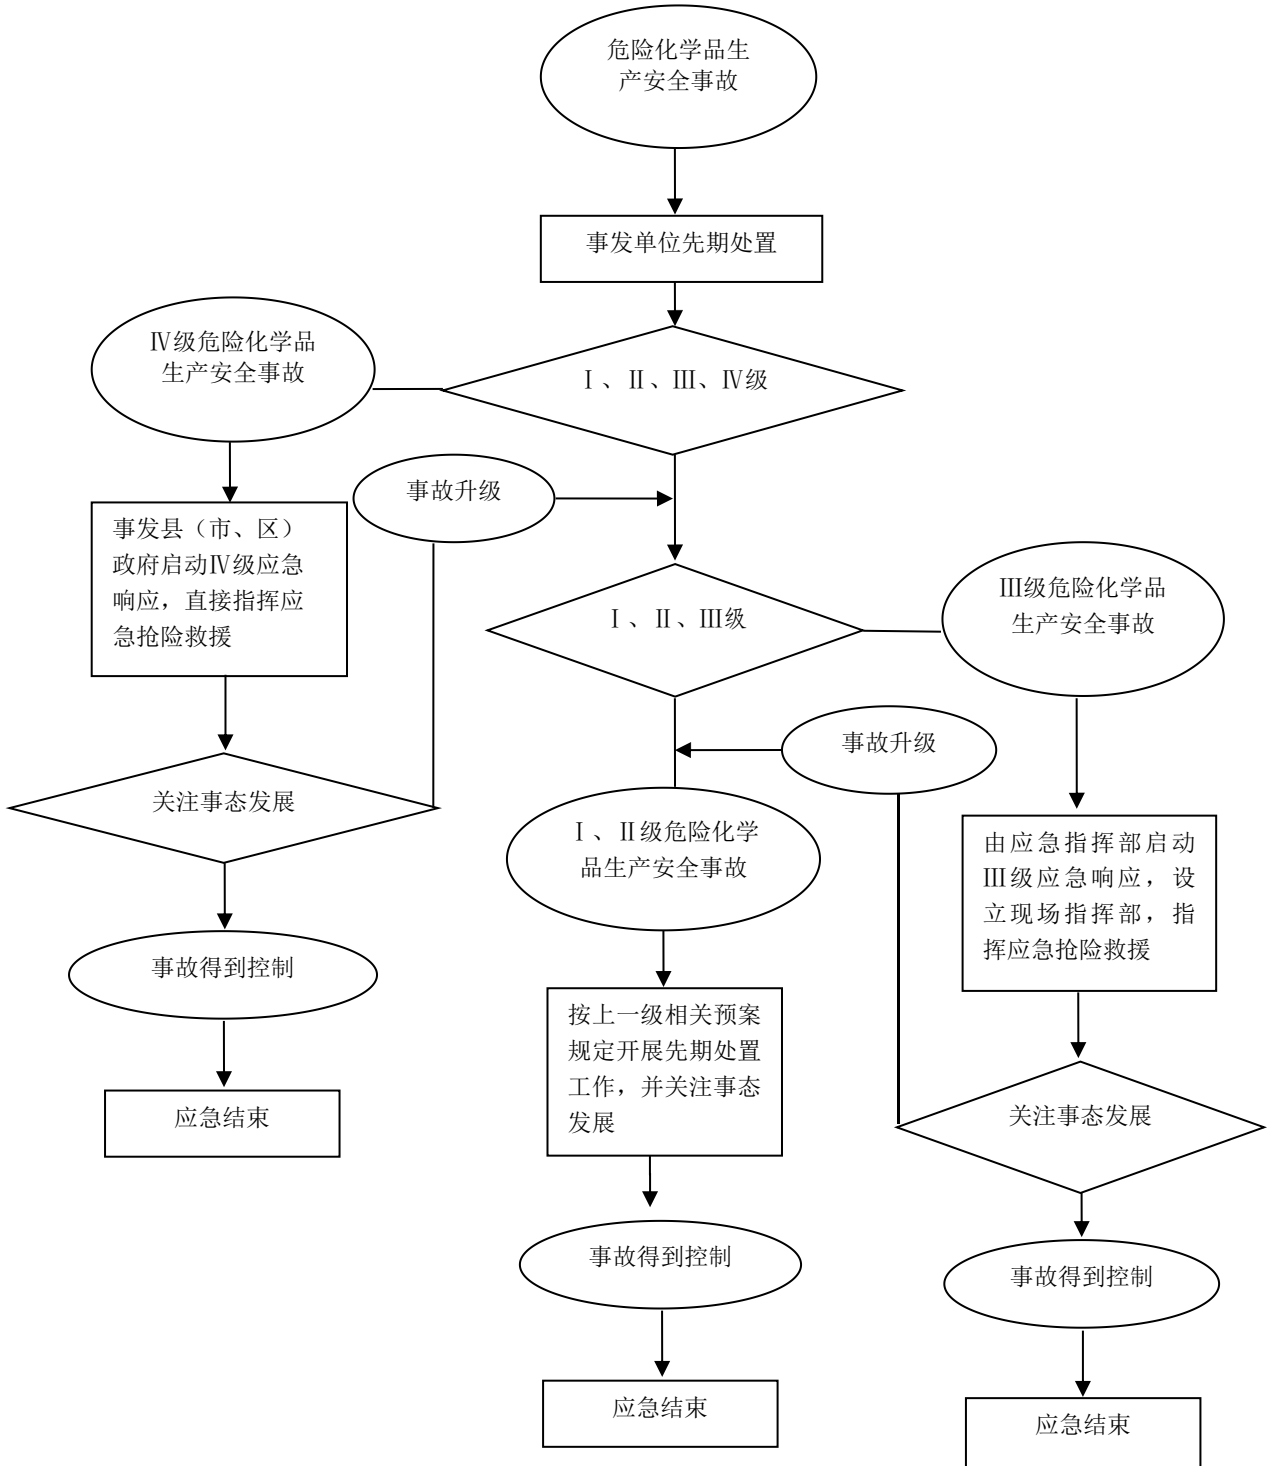 危险化学品生
产安全事故
事发单位先期处置
Ⅳ级危险化学品
生产安全事故
Ⅰ、Ⅱ、Ⅲ、Ⅳ级
事故升级
事发县（市、区）
政府启动Ⅳ级应急
响应，直接指挥应
急抢险救援
Ⅰ、Ⅱ、Ⅲ级
Ⅲ级危险化学品
生产安全事故
事故升级
关注事态发展
Ⅰ、Ⅱ级危险化学
品生产安全事故
由应急指挥部启动
Ⅲ级应急响应，设
立现场指挥部，指
挥应急抢险救援
事故得到控制
按上一级相关预案
规定开展先期处置
工作，并关注事态
发展
应急结束
关注事态发展
事故得到控制
事故得到控制
应急结束
应急结束